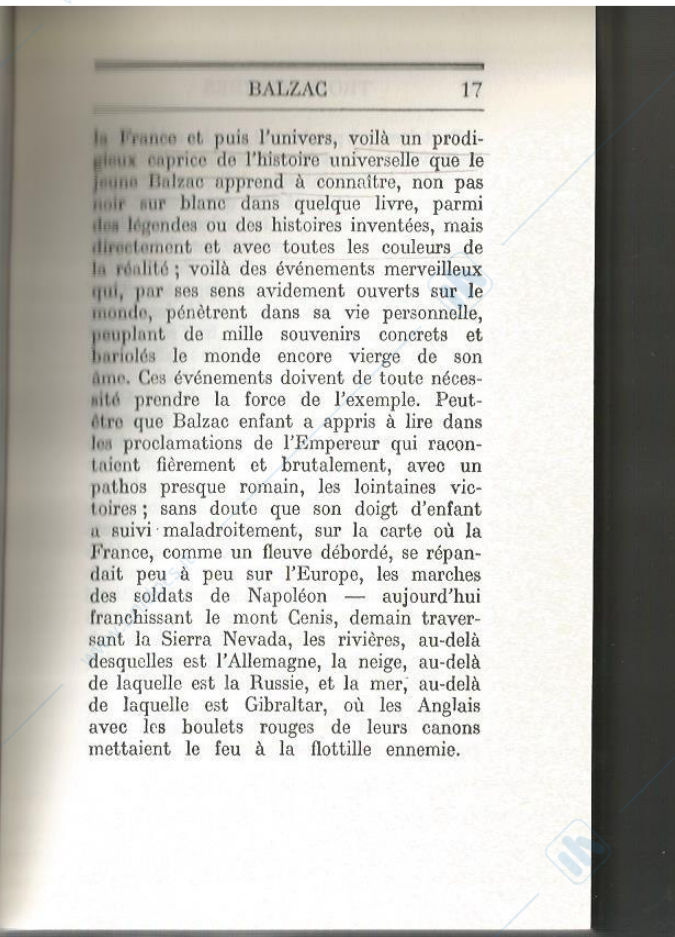 BALZAC 17
la France et puis l'univers, voilà un prodi-
gieux caprice de l'histoire universelle que le
jeune Balzac apprend à connaître, non pas
noir sur blanc dans quelque livre, parmi
des légendes ou des histoires inventées, mais
directement et avec toutes les couleurs de
la réalité ; voilà des événements merveilleux
qui, par ses sens avidement ouverts sur le
monde, pénètrent dans sa vie personnelle,
peuplant de mille souvenirs concrets et
bariolés le monde encore vierge de son
âme. Ces événements doivent de toute néces-
sité prendre la force de l'exemple. Peut-
être que Balzac enfant a appris à lire dans
les proclamations de l'Empereur qui racon-
taient fièrement et brutalement, avec un
pathos presque romain, les lointaines vic-
toires ; sans doute que son doigt d'enfant
a suivi maladroitement, sur la carte où la
France, comme un fleuve débordé, se répan-
dait peu à peu sur l'Europe, les marches
des soldats de Napoléon — aujourd'hui
franchissant le mont Cenis, demain traver-
sant la Sierra Nevada, les rivières, au-delà
desquelles est l'Allemagne, la neige, au-delà
de laquelle est la Russie, et la mer, au-delà
de laquelle est Gibraltar, où les Anglais
avec les boulets rouges de leurs canons
mettaient le feu à la flottille ennemie.